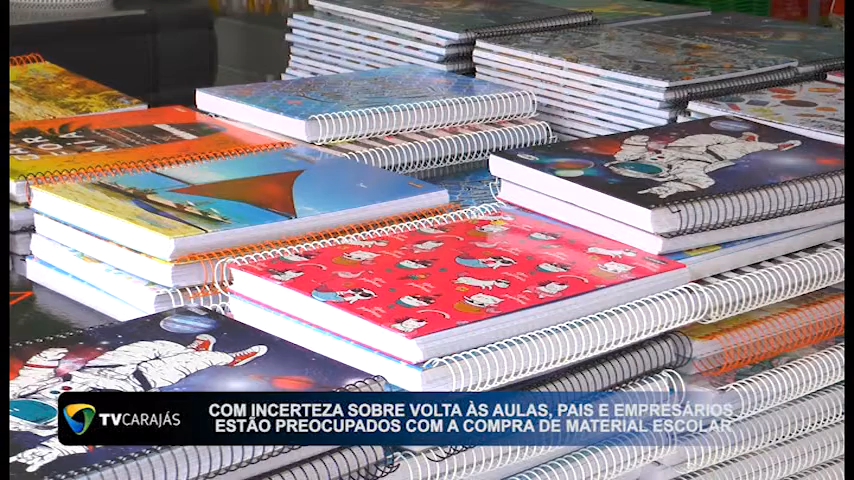 TVCARAJÁS
COM INCERTEZA SOBRE VOLTA ÀS AULAS, PAIS E EMPRESÁRIOS
ESTÃO PREOCUPADOS COM A COMPRA DE MATERIAL ESCOLAR